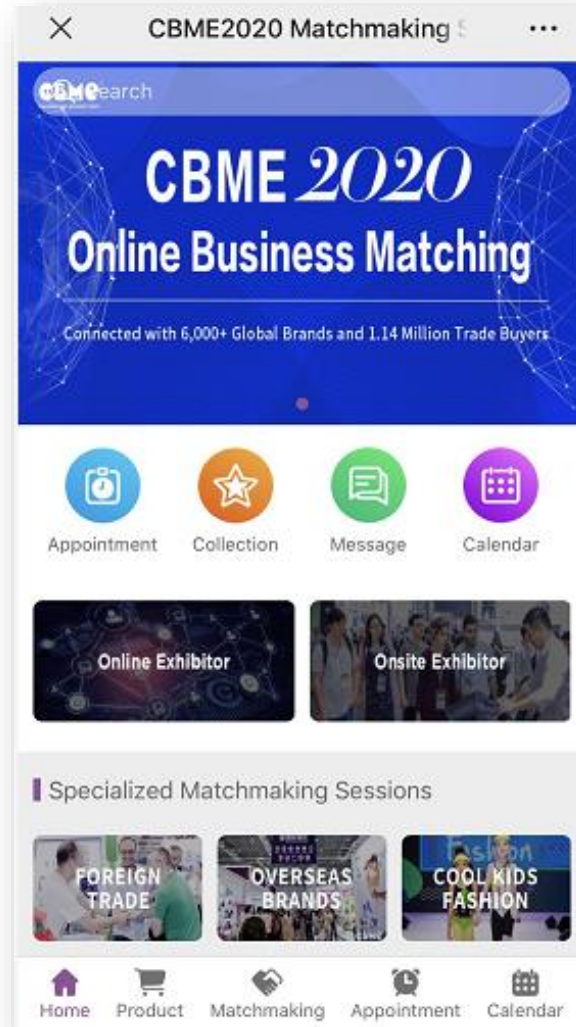 CBME2020 Matchmaking
CBME
Search
CBME 2020
Online Business Matching
Connected with 6,000+ Global Brands and 1.14 Million Trade Buyers
Appointment Collection Message Calendar
Online Exhibitor Onsite Exhibitor
Specialized Matchmaking Sessions
FOREIGN TRADE
OVERSEAS BRANDS
Fashion
COOL KIDS FASHION
Home Product Matchmaking Appointment Calendar